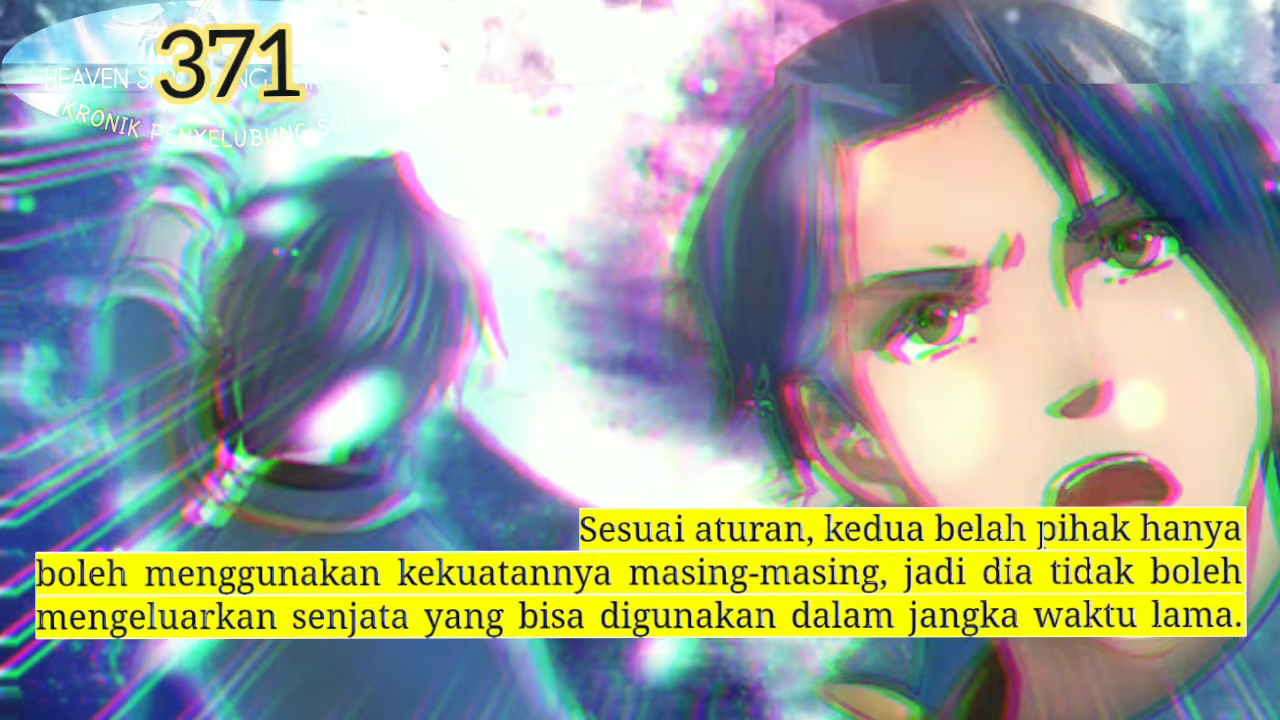 371
HEAVEN
KRONIK PENYELUBUNG
Sesuai aturan, kedua belah pihak hanya
boleh menggunakan kekuatannya masing-masing, jadi dia tidak boleh
mengeluarkan senjata yang bisa digunakan dalam jangka waktu lama.